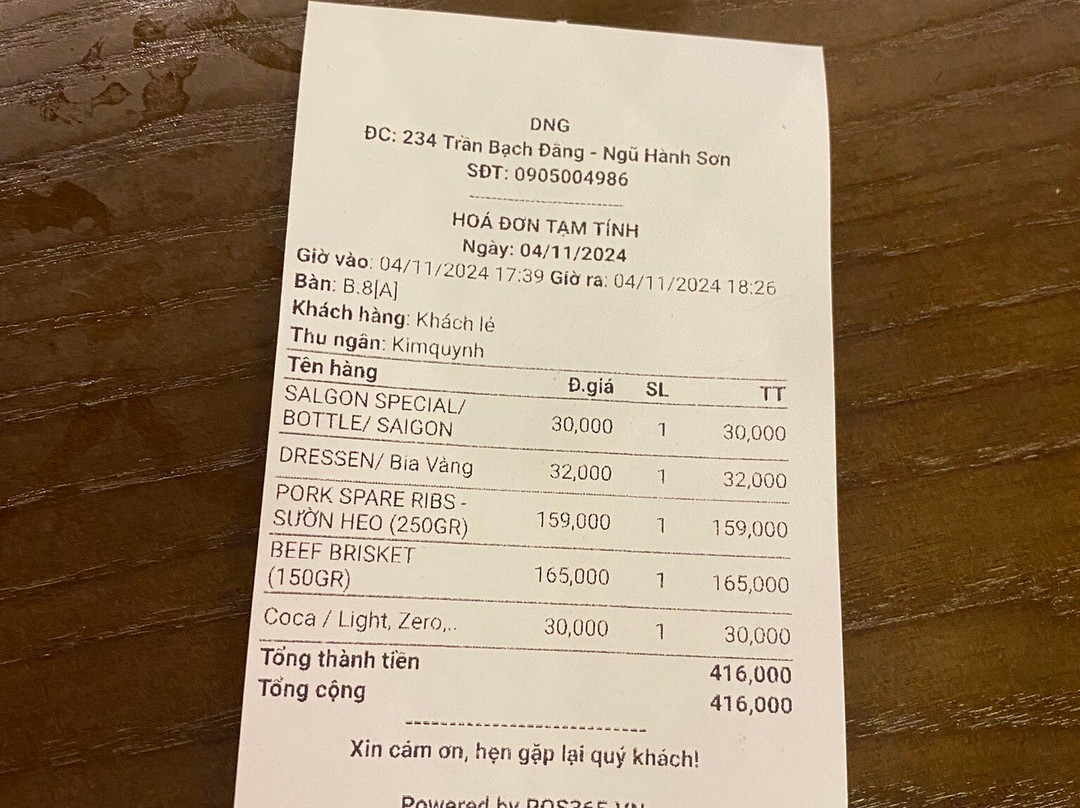 DNG
ĐC: 234 Trần Bạch Đằng - Ngũ Hành Sơn
SĐT: 0905004986
HOÁ ĐƠN TẠM TÍNH
Ngày: 04/11/2024
Giờ vào: 04/11/2024 17:39 Giờ ra: 04/11/2024 18:26
Bàn: B.8[A]
Khách hàng: Khách lẻ
Thu ngân: Kimquynh
Tên hàng Đ.giá SL TT
SALGON SPECIAL/
BOTTLE/ SAIGON 30,000 1 30,000
DRESSEN/ Bia Vàng 32,000 1 32,000
PORK SPARE RIBS -
SƯỜN HEO (250GR) 159,000 1 159,000
BEEF BRISKET
(150GR) 165,000 1 165,000
Coca / Light, Zero,.. 30,000 1 30,000
Tổng thành tiền 416,000
Tổng cộng 416,000
Xin cảm ơn, hẹn gặp lại quý khách!
Powered by POS365.VN